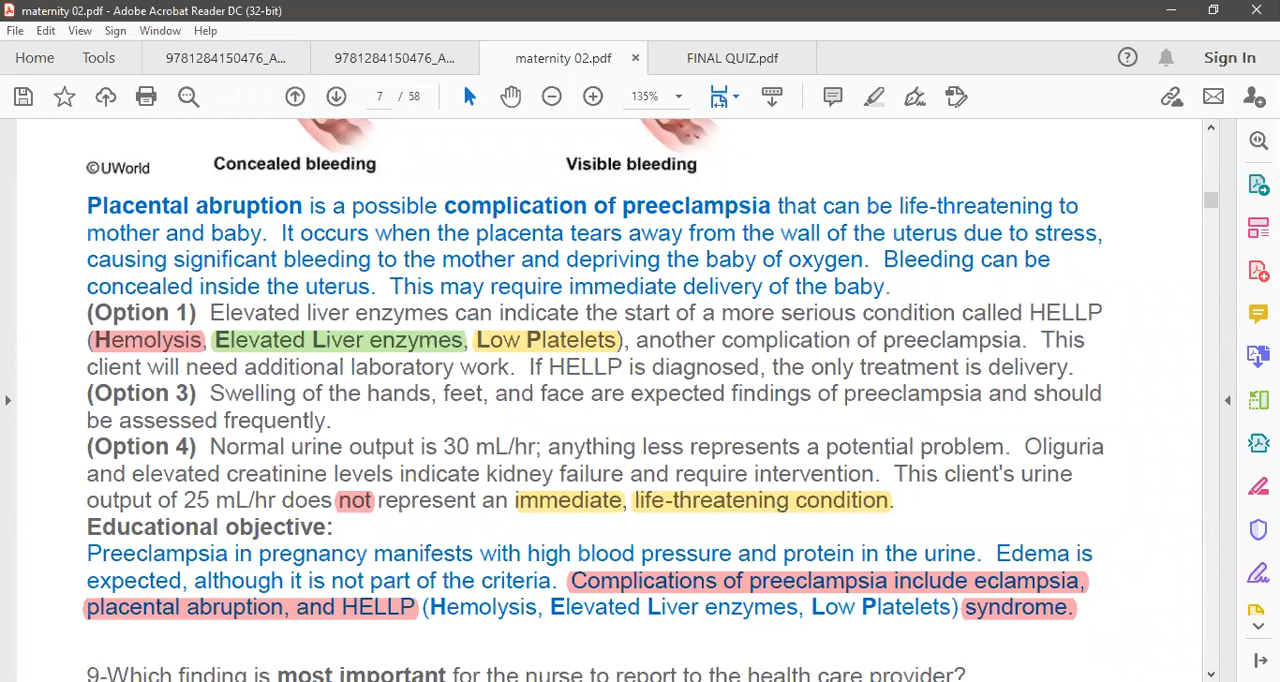 maternity 02.pdf - Adobe Acrobat Reader DC (32-bit)
File Edit View Sign Window Help
Home Tools 9781284150476_A... 9781284150476_A... maternity 02.pdf × FINAL QUIZ.pdf Sign In
7 / 58 135%
©UWorld Concealed bleeding Visible bleeding
Placental abruption is a possible complication of preeclampsia that can be life-threatening to
mother and baby. It occurs when the placenta tears away from the wall of the uterus due to stress,
causing significant bleeding to the mother and depriving the baby of oxygen. Bleeding can be
concealed inside the uterus. This may require immediate delivery of the baby.
(Option 1) Elevated liver enzymes can indicate the start of a more serious condition called HELLP
(Hemolysis, Elevated Liver enzymes, Low Platelets), another complication of preeclampsia. This
client will need additional laboratory work. If HELLP is diagnosed, the only treatment is delivery.
(Option 3) Swelling of the hands, feet, and face are expected findings of preeclampsia and should
be assessed frequently.
(Option 4) Normal urine output is 30 mL/hr; anything less represents a potential problem. Oliguria
and elevated creatinine levels indicate kidney failure and require intervention. This client's urine
output of 25 mL/hr does not represent an immediate, life-threatening condition.
Educational objective:
Preeclampsia in pregnancy manifests with high blood pressure and protein in the urine. Edema is
expected, although it is not part of the criteria. Complications of preeclampsia include eclampsia,
placental abruption, and HELLP (Hemolysis, Elevated Liver enzymes, Low Platelets) syndrome.
9-Which finding is most important for the nurse to report to the health care provider?